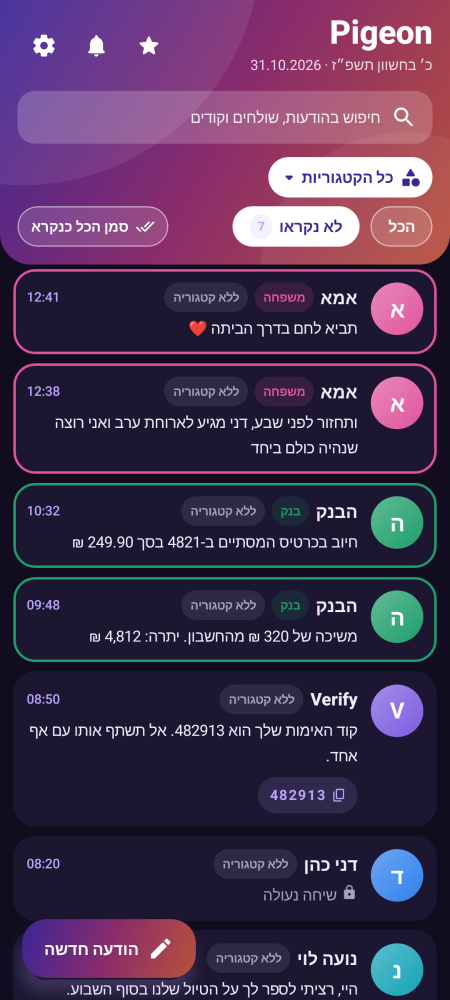 Pigeon
כ׳ בחשוון תשפ״ז · 31.10.2026
חיפוש בהודעות, שולחים וקודים
כל הקטגוריות
הכל
לא נקראו 7
סמן הכל כנקרא
א
אמא משפחה ללא קטגוריה 12:41
תביא לחם בדרך הביתה ❤️
א
אמא משפחה ללא קטגוריה 12:38
ותחזור לפני שבע, דני מגיע לארוחת ערב ואני רוצה
שנהיה כולם ביחד
ה
הבנק בנק ללא קטגוריה 10:32
חיוב בכרטיס המסתיים ב-4821 בסך 249.90 ₪
ה
הבנק בנק ללא קטגוריה 09:48
משיכה של 320 ₪ מהחשבון. יתרה: 4,812 ₪
V
Verify ללא קטגוריה 08:50
קוד האימות שלך הוא 482913. אל תשתף אותו עם אף
אחד.
482913
ד
דני כהן ללא קטגוריה 08:20
שיחה נעולה
נ
נועה לוי ללא קטגוריה
היי, רציתי לספר לך על הטיול שלנו בסוף השבוע.
הודעה חדשה